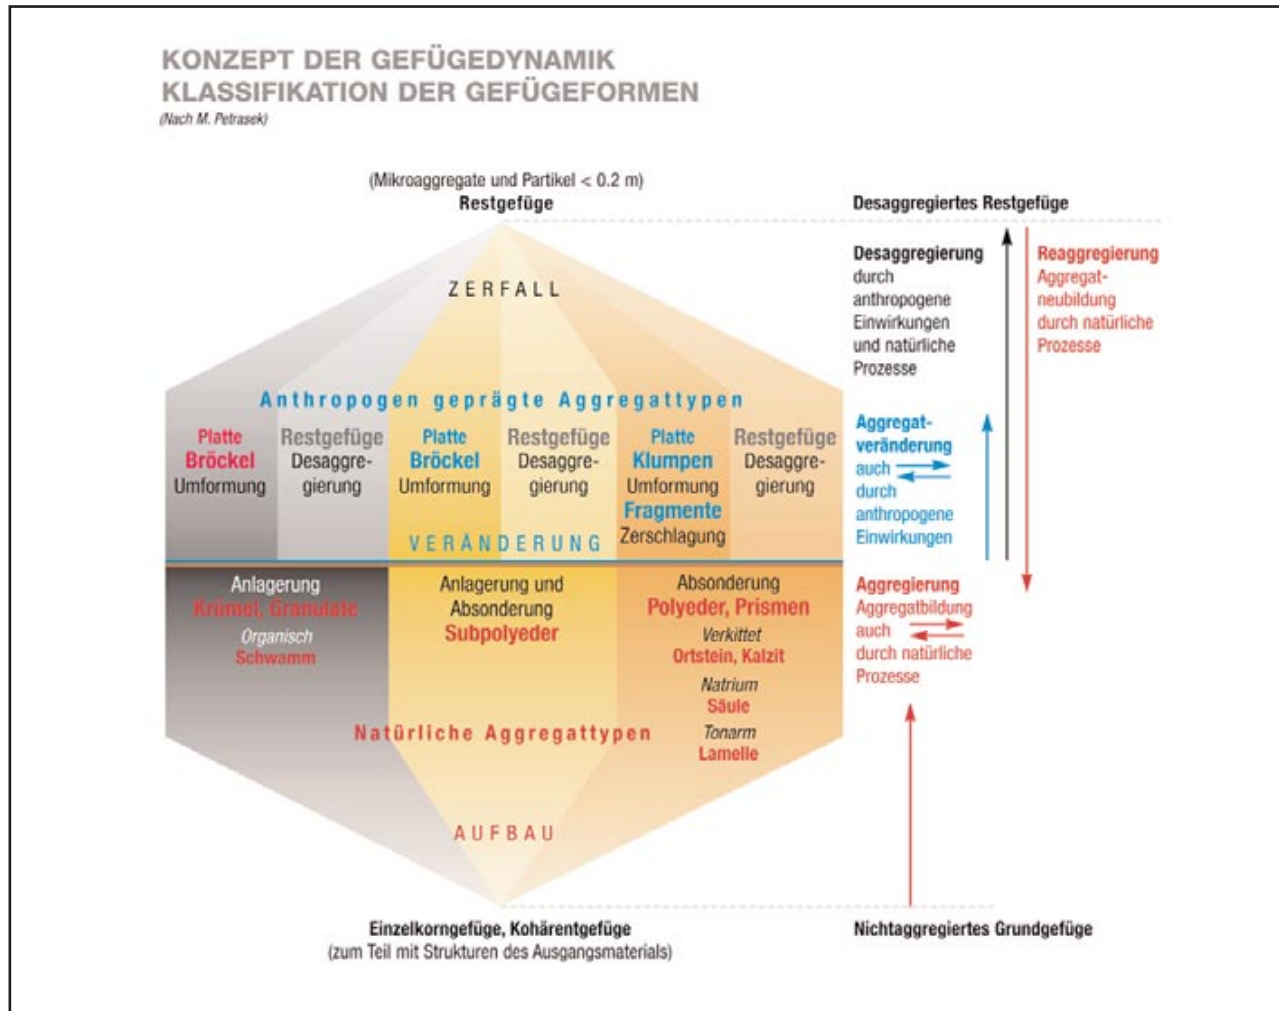 KONZEPT DER GEFÜGEDYNAMIK
KLASSIFIKATION DER GEFÜGEFORMEN
(Nach M. Petrasek)
(Mikroaggregate und Partikel < 0.2 m)
Restgefüge
ZERFALL
Anthropogen geprägte Aggregattypen
Platte
Bröckel
Umformung
Restgefüge
Desaggre-
gierung
Platte
Bröckel
Umformung
Restgefüge
Desaggre-
gierung
Platte
Klumpen
Umformung
Fragmente
Zerschlagung
Restgefüge
Desaggre-
gierung
VERÄNDERUNG
Anlagerung
Krümel, Granulate
Organisch
Schwamm
Anlagerung und
Absonderung
Subpolyeder
Absonderung
Polyeder, Prismen
Verkittet
Ortstein, Kalzit
Natrium
Säule
Tonarm
Lamelle
Natürliche Aggregattypen
AUFBAU
Einzelkorngefüge, Kohärentgefüge
(zum Teil mit Strukturen des Ausgangsmaterials)
Desaggregiertes Restgefüge
Desaggregierung
durch
anthropogene
Einwirkungen
und natürliche
Prozesse
Reaggregierung
Aggregat-
neubildung
durch natürliche
Prozesse
Aggregat-
veränderung
auch
durch
anthropogene
Einwirkungen
Aggregierung
Aggregatbildung
auch
durch natürliche
Prozesse
Nichtaggregiertes Grundgefüge